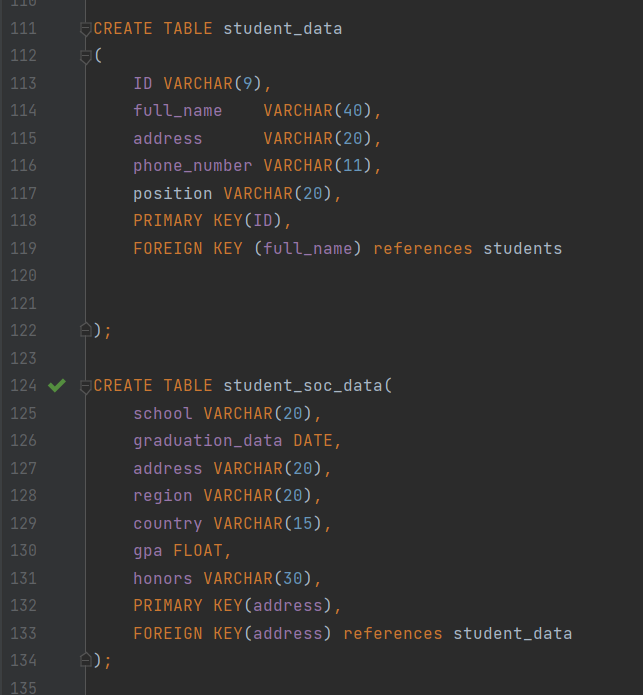 110
111 CREATE TABLE student_data
112 (
113 ID VARCHAR(9),
114 full_name VARCHAR(40),
115 address VARCHAR(20),
116 phone_number VARCHAR(11),
117 position VARCHAR(20),
118 PRIMARY KEY(ID),
119 FOREIGN KEY (full_name) references students
120
121
122 );
123
124 CREATE TABLE student_soc_data(
125 school VARCHAR(20),
126 graduation_data DATE,
127 address VARCHAR(20),
128 region VARCHAR(20),
129 country VARCHAR(15),
130 gpa FLOAT,
131 honors VARCHAR(30),
132 PRIMARY KEY(address),
133 FOREIGN KEY(address) references student_data
134 );
135